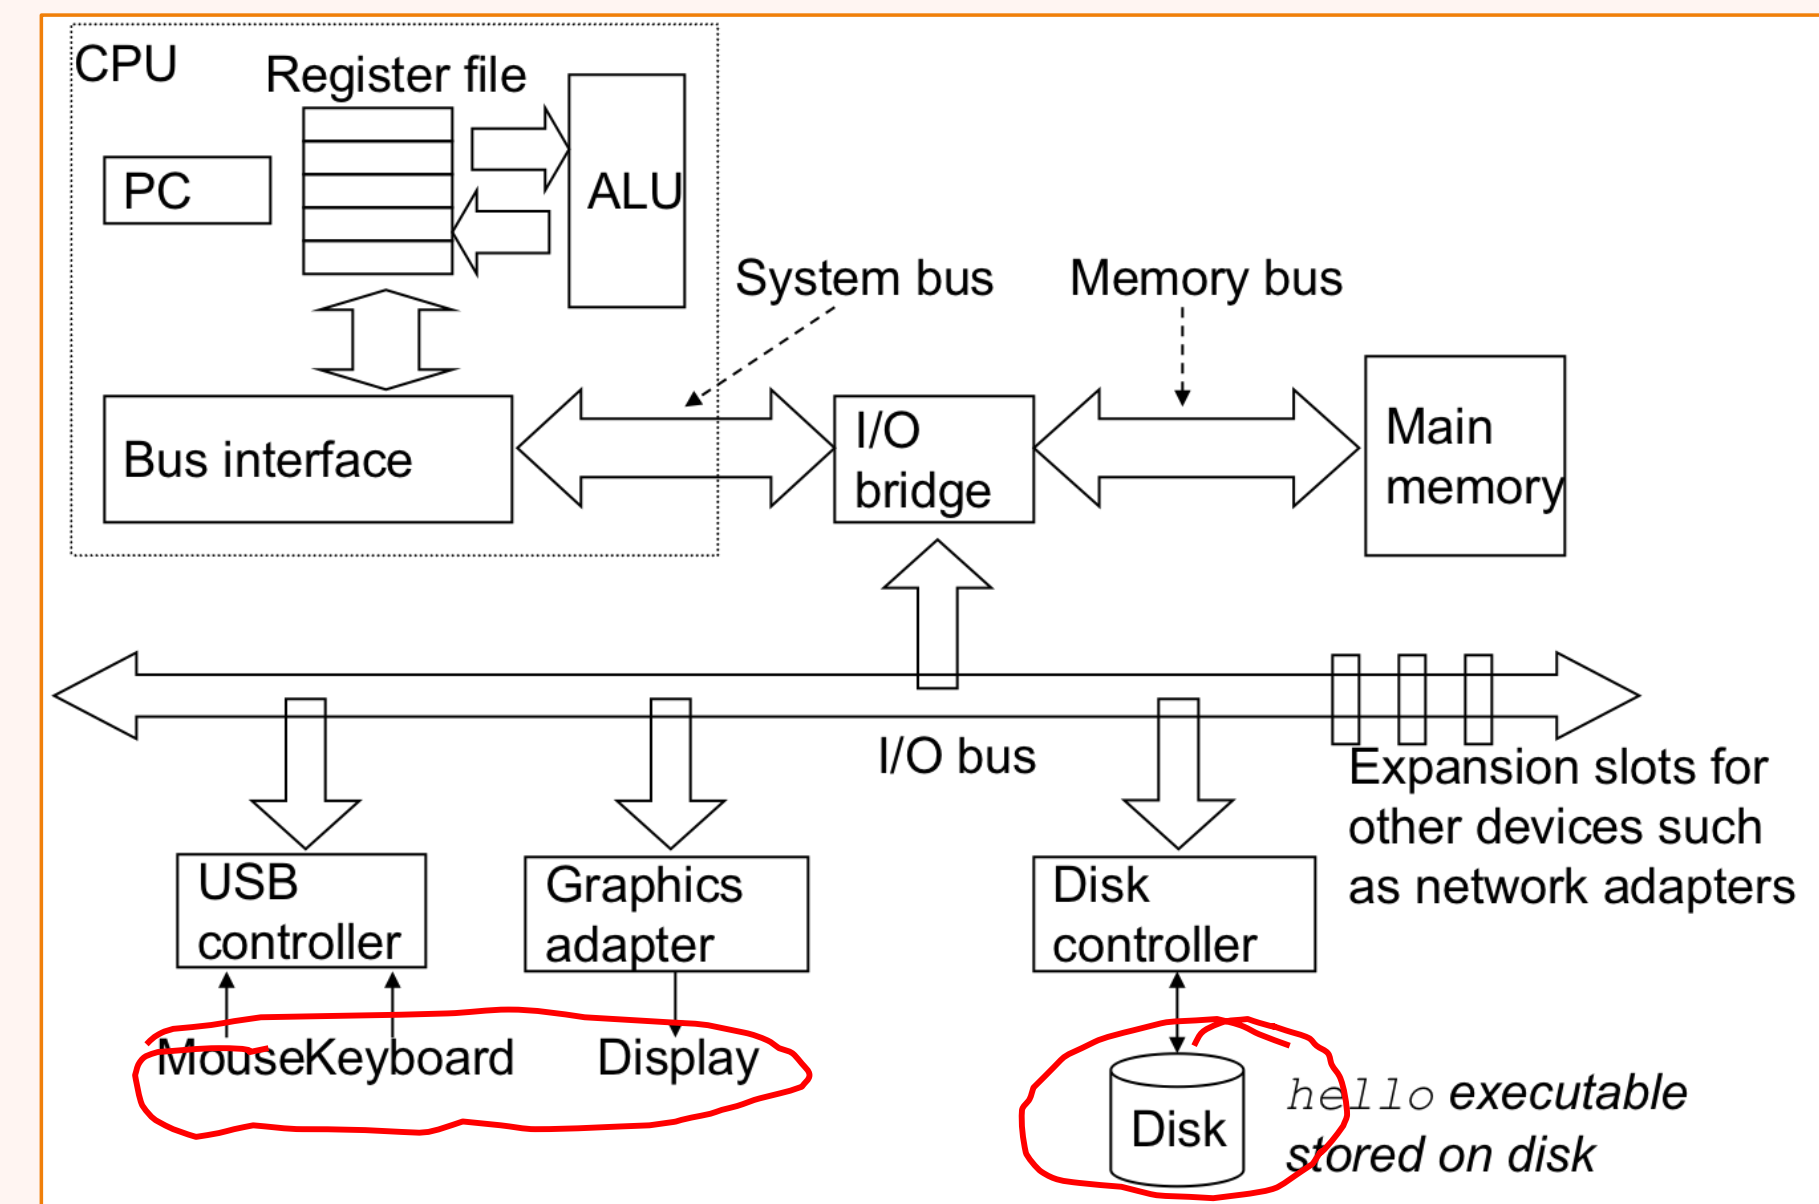 CPU
Register file
PC
ALU
System bus
Memory bus
Bus interface
I/O
bridge
Main
memory
I/O bus
Expansion slots for
other devices such
as network adapters
USB
controller
Graphics
adapter
Disk
controller
Mouse
Keyboard
Display
Disk
hello executable
stored on disk